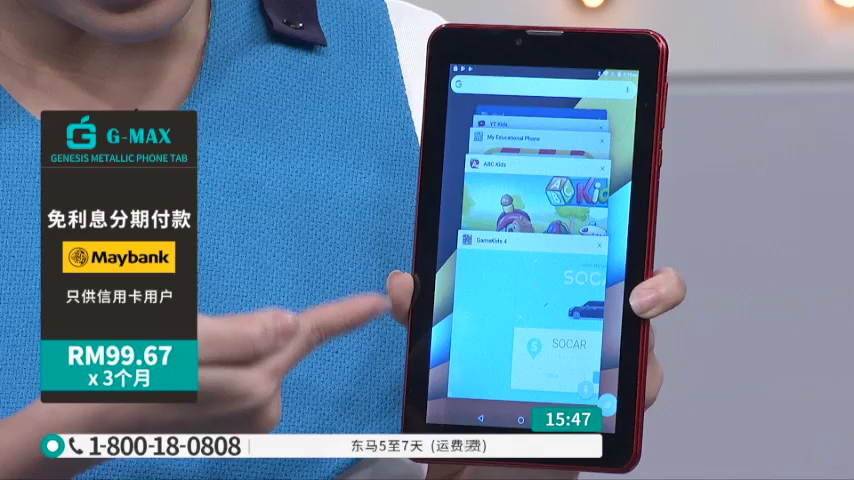 G-MAX
GENESIS METALLIC PHONE TAB
免利息分期付款
Maybank
只供信用卡用户
RM99.67
x 3个月
1-800-18-0808
东马5至7天 (运费
15:47
YT Kids
My Educational Phone
ABC Kids
GameKids 4
SOCAR
SOCAR